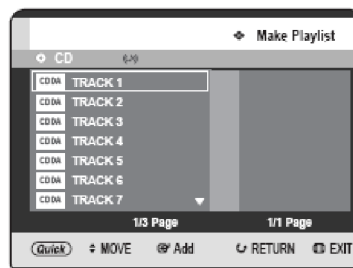 Make Playlist
CD
CDDA TRACK 1
CDDA TRACK 2
CDDA TRACK 3
CDDA TRACK 4
CDDA TRACK 5
CDDA TRACK 6
CDDA TRACK 7
1/3 Page 1/1 Page
Quick MOVE Add RETURN EXIT